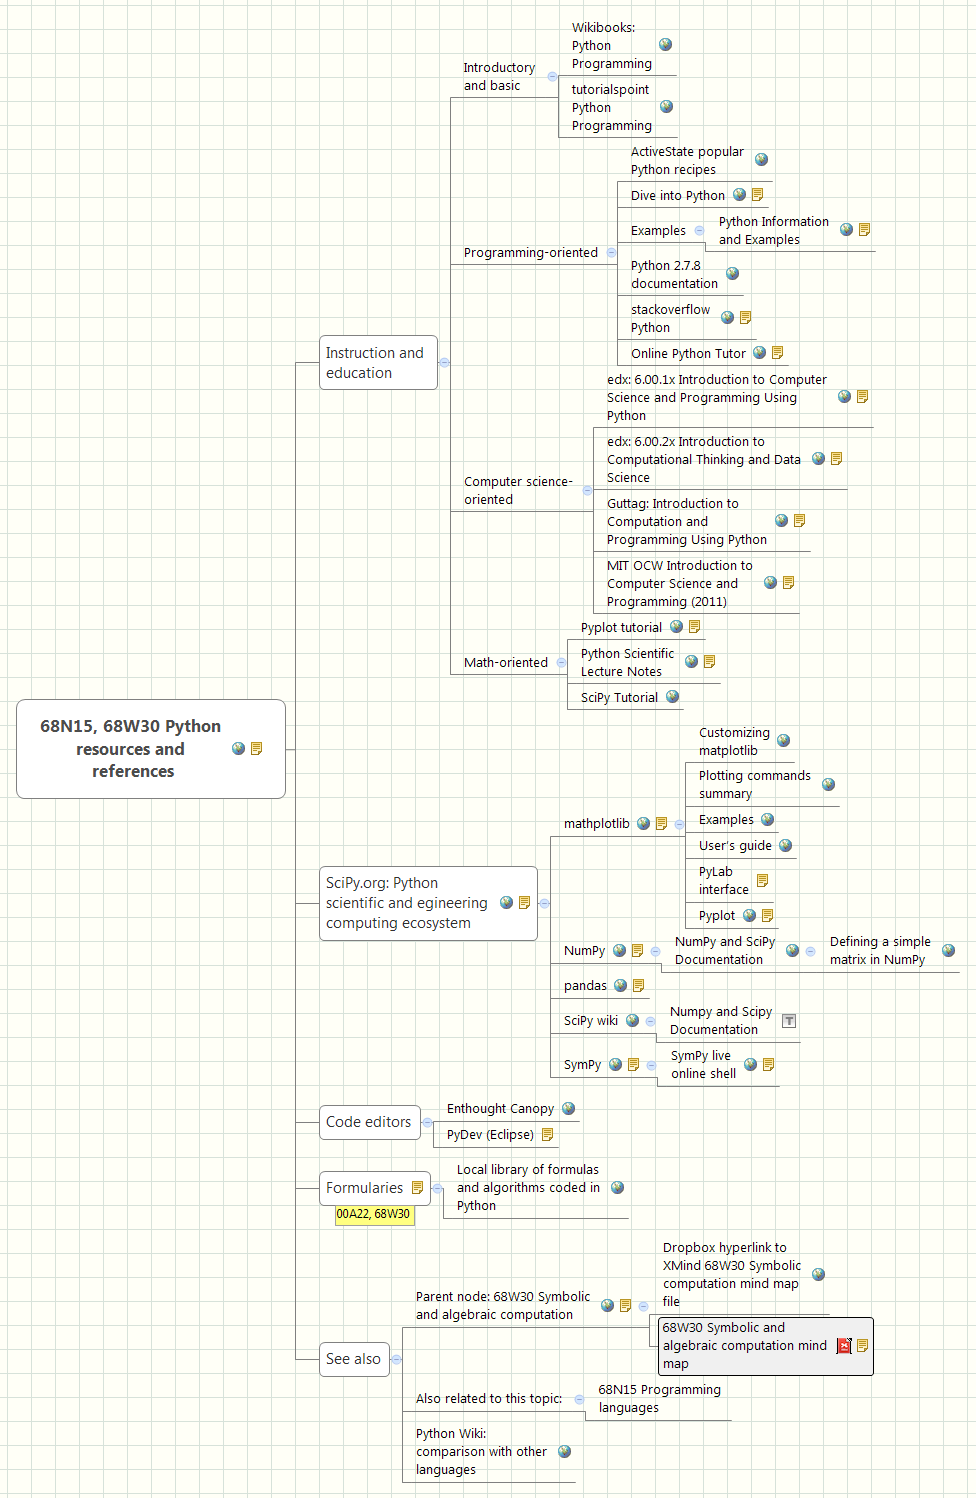 Wikibooks:
Python
Programming
Introductory
and basic
tutorialspoint
Python
Programming
ActiveState popular
Python recipes
Dive into Python
Examples
Python Information
and Examples
Programming-oriented
Python 2.7.8
documentation
stackoverflow
Python
Online Python Tutor
Instruction and
education
edx: 6.00.1x Introduction to Computer
Science and Programming Using
Python
edx: 6.00.2x Introduction to
Computational Thinking and Data
Science
Computer science-
oriented
Guttag: Introduction to
Computation and
Programming Using Python
MIT OCW Introduction to
Computer Science and
Programming (2011)
Pyplot tutorial
Math-oriented
Python Scientific
Lecture Notes
SciPy Tutorial
68N15, 68W30 Python
resources and
references
Customizing
matplotlib
Plotting commands
summary
mathplotlib
Examples
User's guide
PyLab
interface
Pyplot
SciPy.org: Python
scientific and egineering
computing ecosystem
NumPy
NumPy and SciPy
Documentation
Defining a simple
matrix in NumPy
pandas
SciPy wiki
Numpy and Scipy
Documentation
T
SymPy
SymPy live
online shell
Code editors
Enthought Canopy
PyDev (Eclipse)
Formularies
00A22, 68W30
Local library of formulas
and algorithms coded in
Python
Dropbox hyperlink to
XMind 68W30 Symbolic
computation mind map
file
Parent node: 68W30 Symbolic
and algebraic computation
68W30 Symbolic and
algebraic computation mind
map
See also
Also related to this topic:
68N15 Programming
languages
Python Wiki:
comparison with other
languages